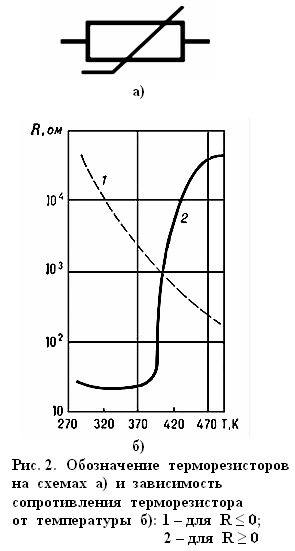 а)
R, ом
1
2
10⁴
10³
10²
10
270 320 370 420 470 T,K
б)
Рис. 2. Обозначение терморезисторов
на схемах а) и зависимость
сопротивления терморезистора
от температуры б): 1 – для R ≤ 0;
2 – для R ≥ 0